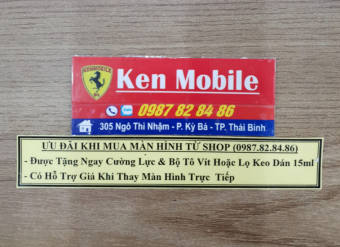 KENMOBILE
Ken Mobile
0987 82 84 86
305 Ngô Thì Nhậm - P. Kỳ Bá - TP. Thái Bình
ƯU ĐÃI KHI MUA MÀN HÌNH TỪ SHOP (0987.82.84.86)
- Được Tặng Ngay Cường Lực & Bộ Tô Vít Hoặc Lọ Keo Dán 15ml
- Có Hỗ Trợ Giá Khi Thay Màn Hình Trực Tiếp